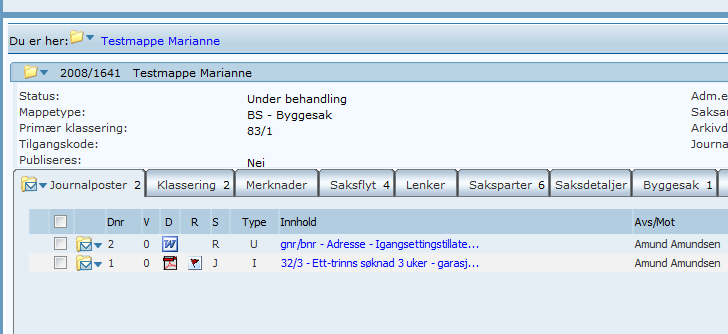 Du er her: Testmappe Marianne
2008/1641 Testmappe Marianne
Status: Under behandling Adm.e
Mappetype: BS - Byggesak Saksar
Primær klassering: 83/1 Arkivd
Tilgangskode: Journa
Publiseres: Nei
Journalposter 2 Klassering 2 Merknader Saksflyt 4 Lenker Saksparter 6 Saksdetaljer Byggesak 1
Dnr V D R S Type Innhold Avs/Mot
2 0 W R U gnr/bnr - Adresse - Igangsettingstillate... Amund Amundsen
1 0 J I 32/3 - Ett-trinns søknad 3 uker - garasj... Amund Amundsen